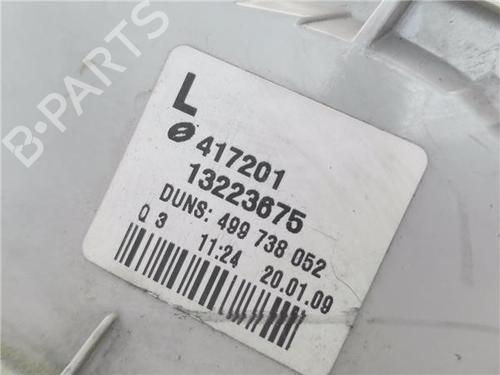 B-PARTS
L
417201
13223675
DUNS: 499 738 052
Q 3 11:24 20.01.09